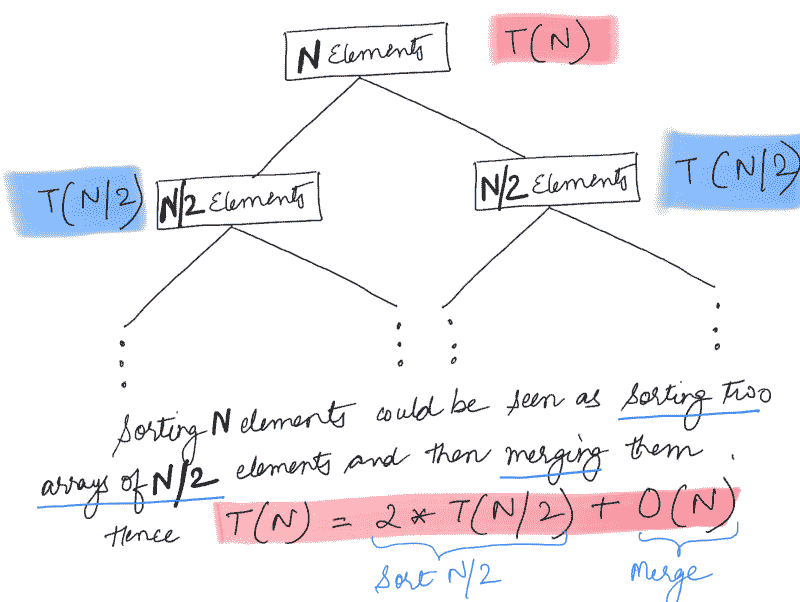 N Elements
T(N)
T(N/2)
N/2 Elements
N/2 Elements
T(N/2)
Sorting N elements could be seen as sorting two
arrays of N/2 elements and then merging them.
Hence T(N) = 2 * T(N/2) + O(N)
Sort N/2
Merge